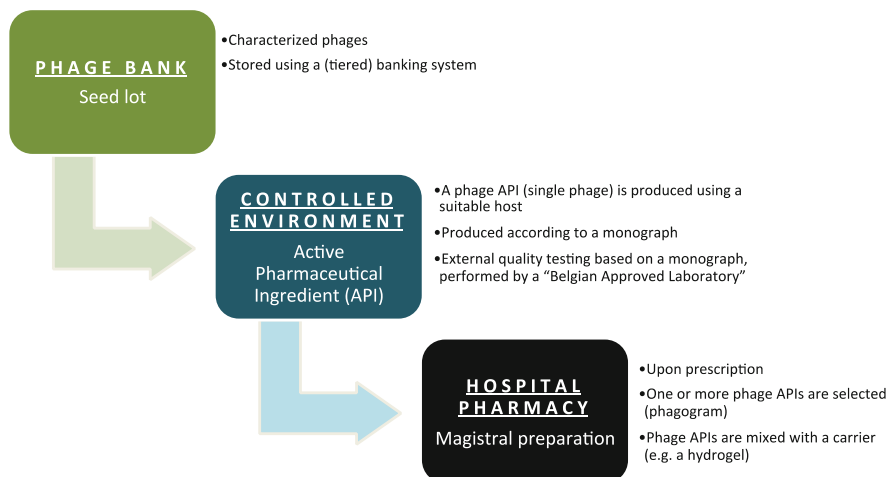 PHAGE BANK
Seed lot
•Characterized phages
•Stored using a (tiered) banking system
CONTROLLED
ENVIRONMENT
Active
Pharmaceutical
Ingredient (API)
•A phage API (single phage) is produced using a
suitable host
•Produced according to a monograph
•External quality testing based on a monograph,
performed by a “Belgian Approved Laboratory”
HOSPITAL
PHARMACY
Magistral preparation
•Upon prescription
•One or more phage APIs are selected
(phagogram)
•Phage APIs are mixed with a carrier
(e.g. a hydrogel)